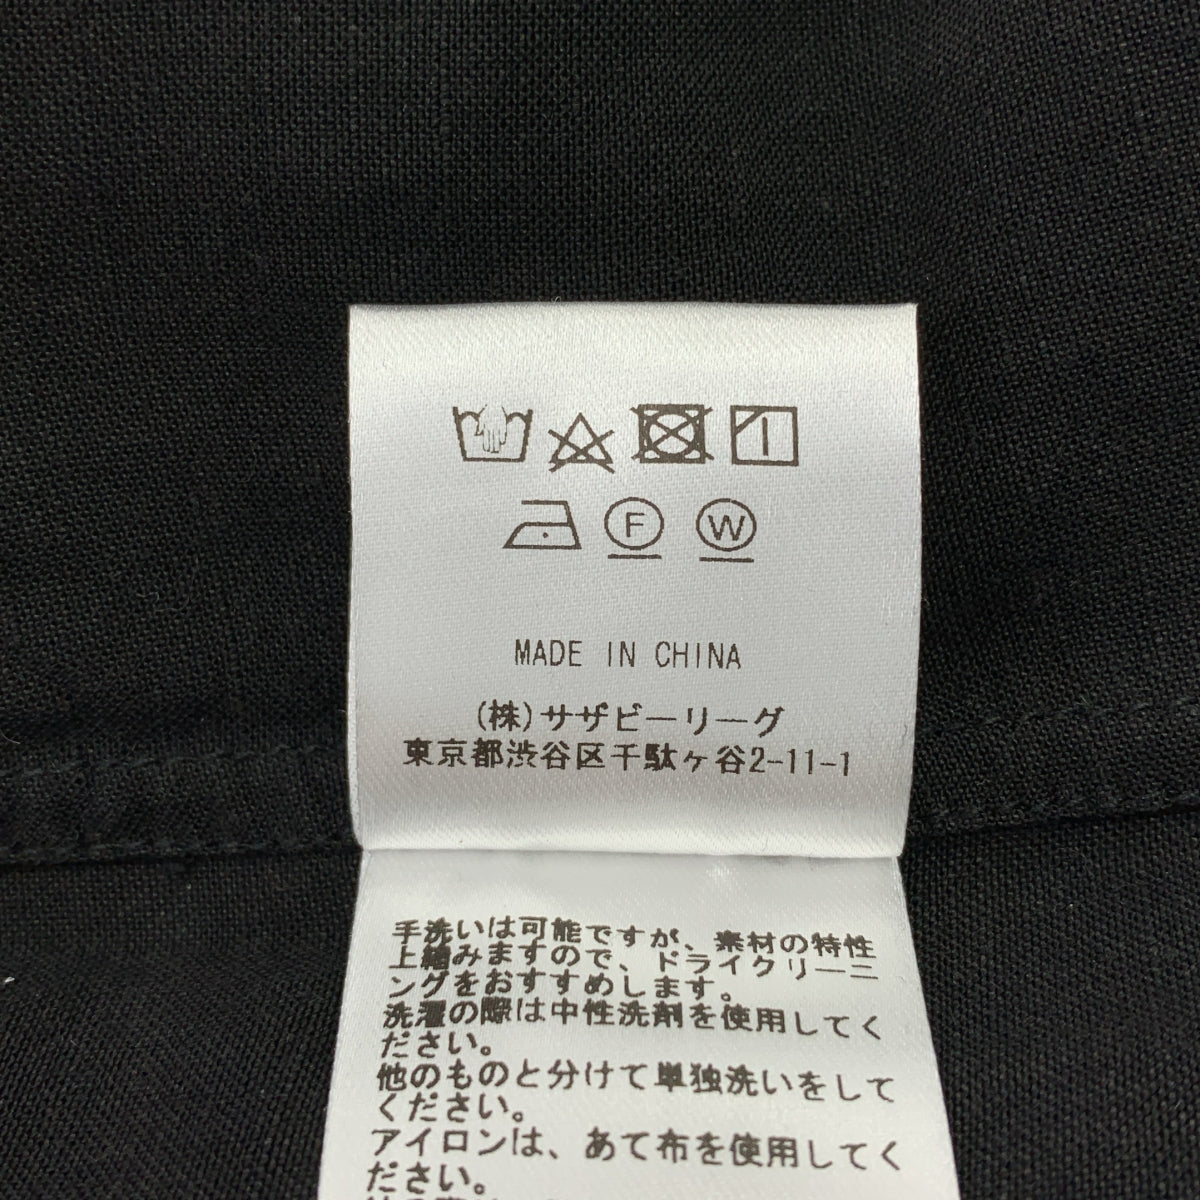 F W
MADE IN CHINA
(株)サザビーリーグ
東京都渋谷区千駄ヶ谷2-11-1
手洗いは可能ですが、素材の特性
上縮みますので、ドライクリーニ
ングをおすすめします。
洗濯の際は中性洗剤を使用してく
ださい。
他のものと分けて単独洗いをして
ください。
アイロンは、あて布を使用してく
ださい。